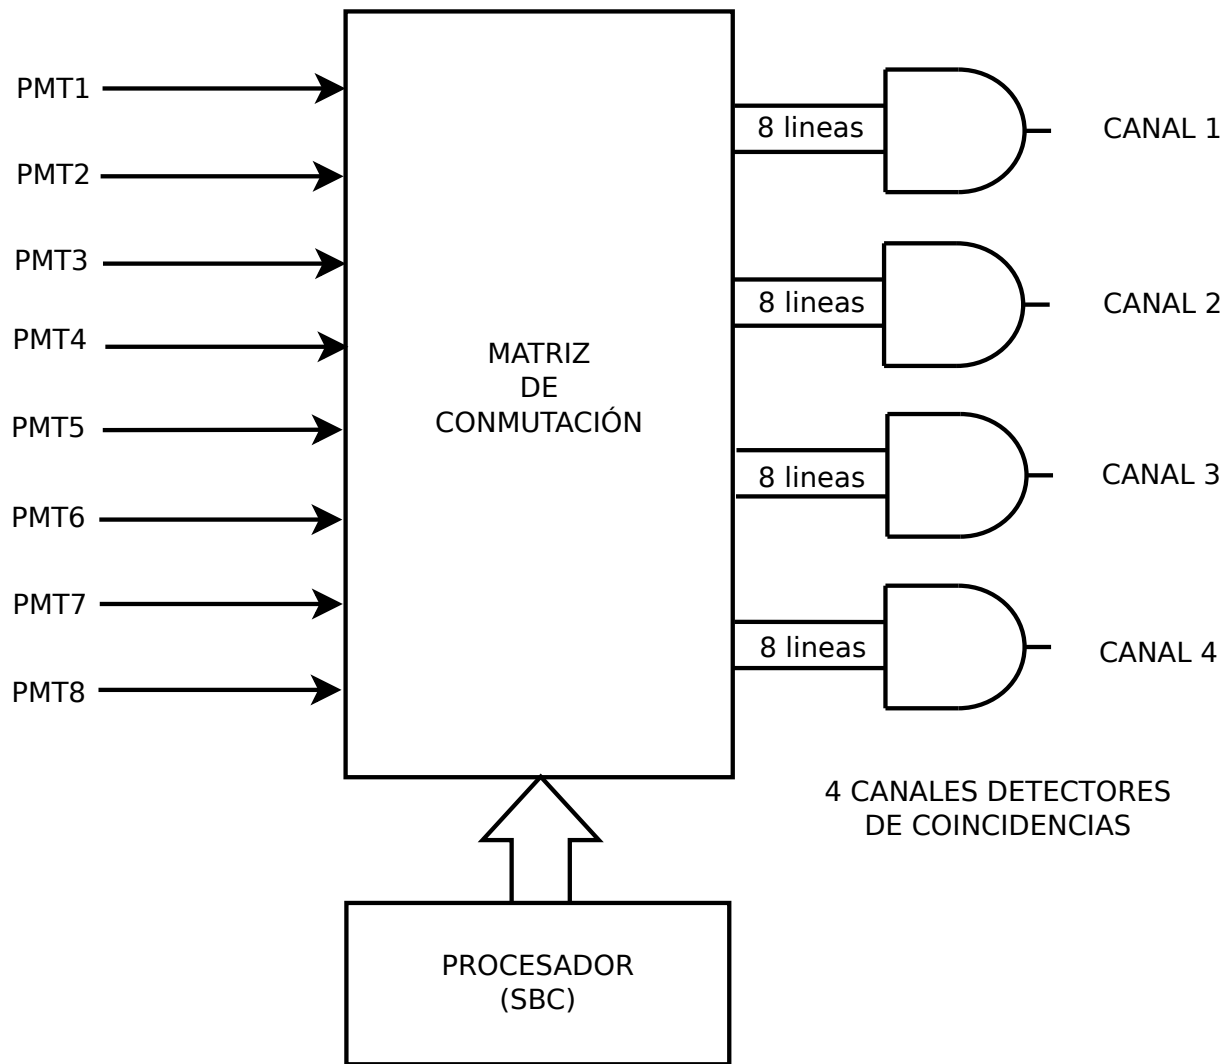 PMT1
PMT2
PMT3
PMT4
PMT5
PMT6
PMT7
PMT8
MATRIZ
DE
CONMUTACIÓN
8 lineas
CANAL 1
8 lineas
CANAL 2
8 lineas
CANAL 3
8 lineas
CANAL 4
4 CANALES DETECTORES
DE COINCIDENCIAS
PROCESADOR
(SBC)